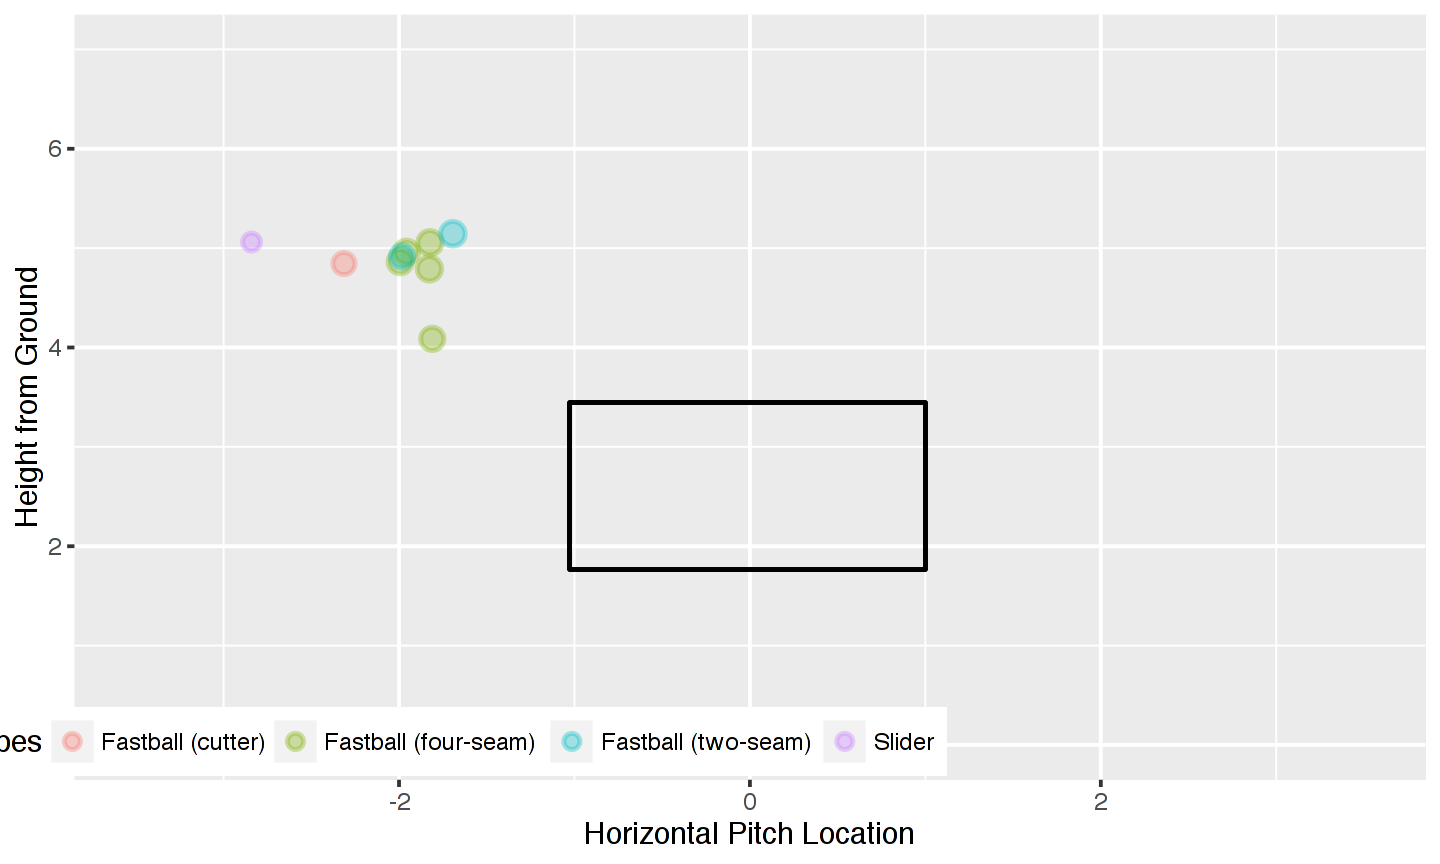 Height from Ground
6
4
2
Fastball (cutter) Fastball (four-seam) Fastball (two-seam) Slider
-2 0 2
Horizontal Pitch Location